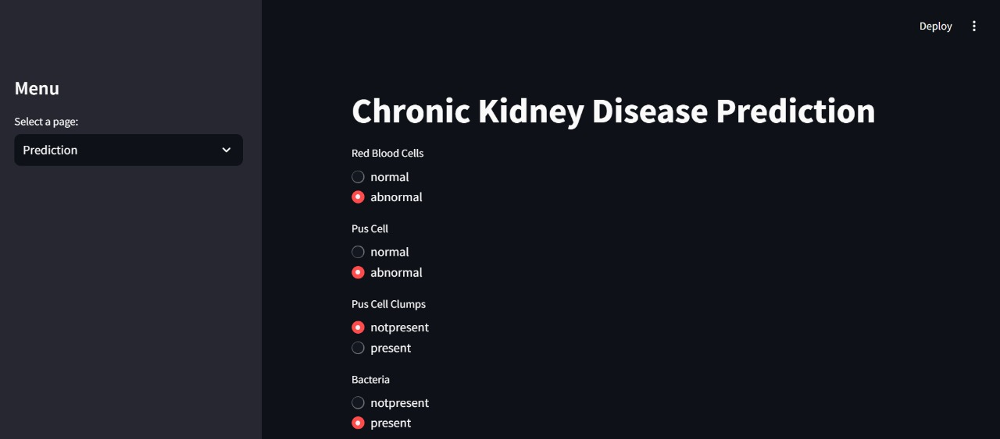 Deploy
Menu
Select a page:
Prediction
Chronic Kidney Disease Prediction
Red Blood Cells
normal
abnormal
Pus Cell
normal
abnormal
Pus Cell Clumps
notpresent
present
Bacteria
notpresent
present